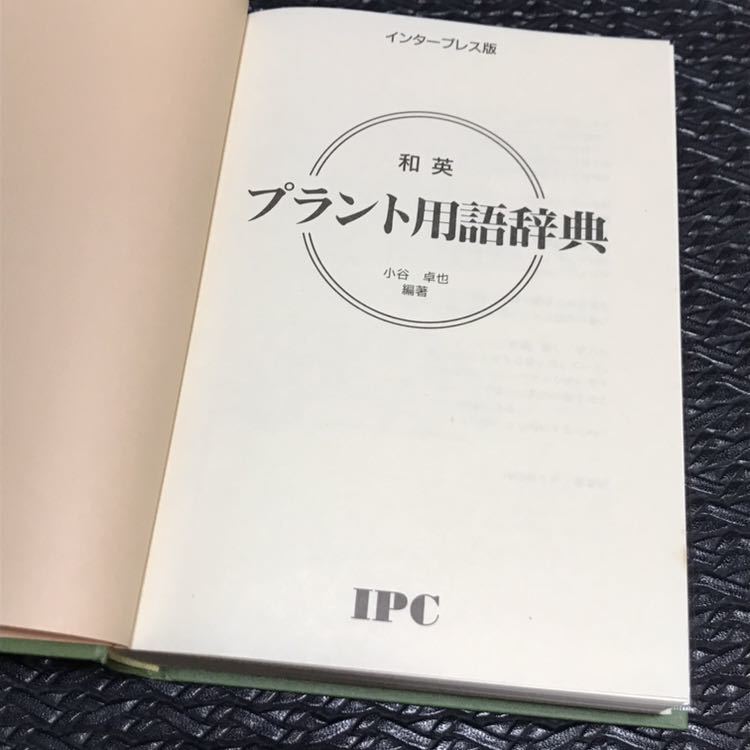 インタープレス版
和英
プラント用語辞典
小谷 卓也
編著
IPC